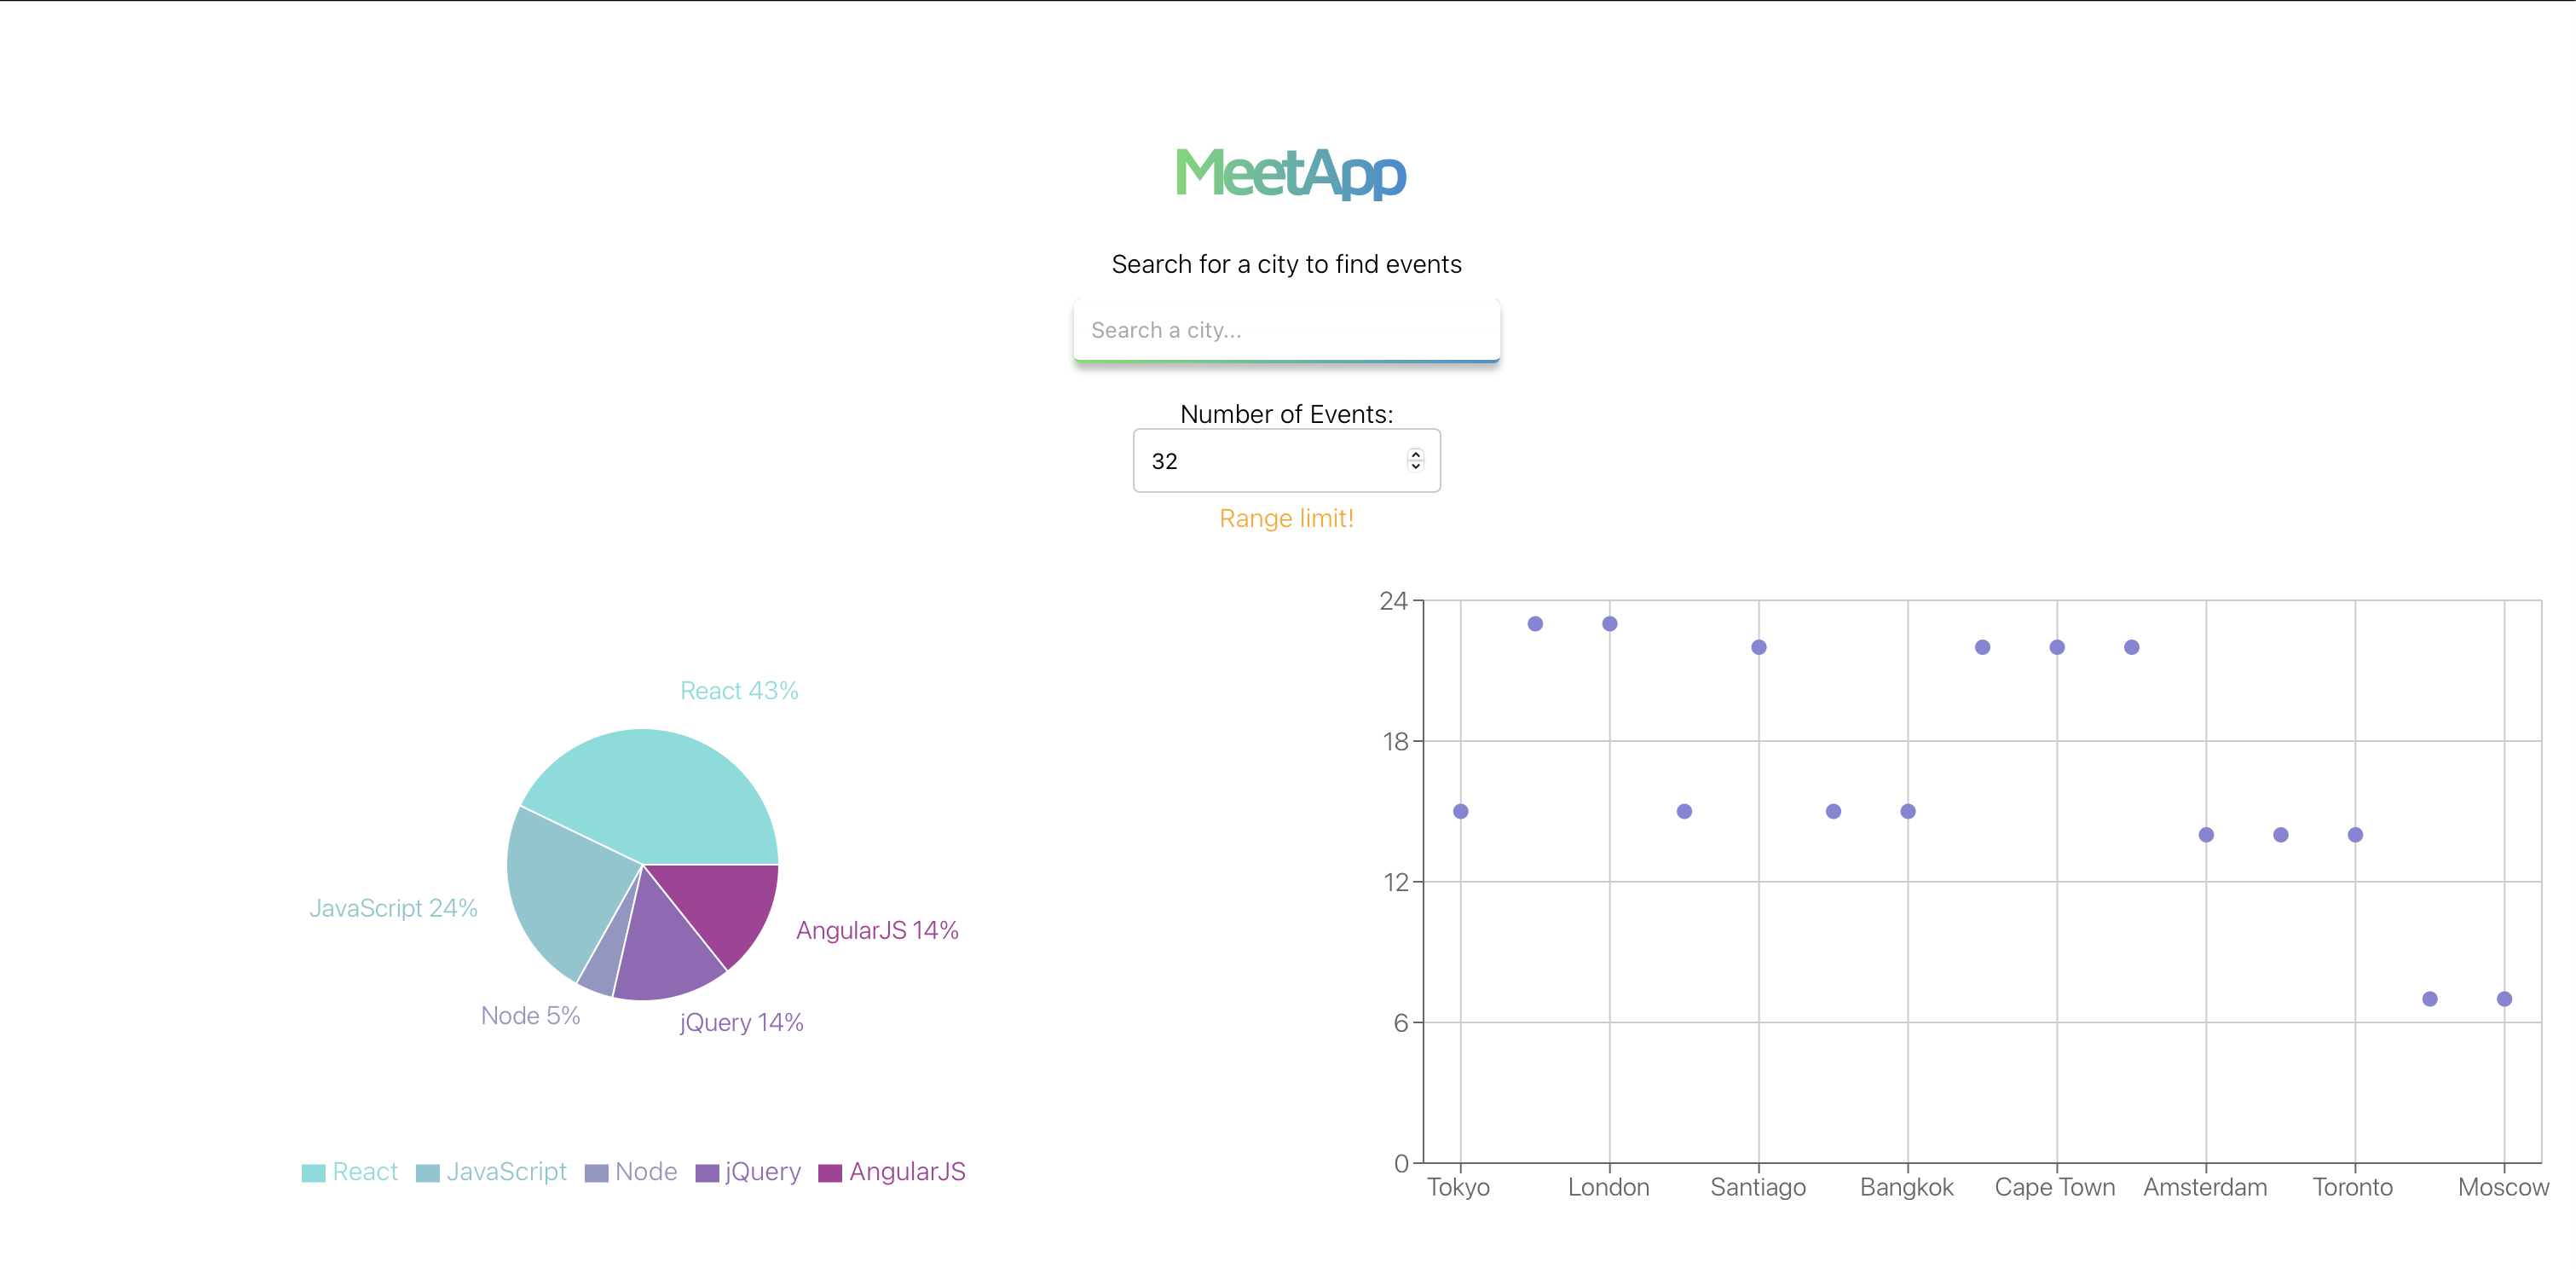 MeetApp
Search for a city to find events
Search a city...
Number of Events:
32
Range limit!
React 43%
JavaScript 24%
AngularJS 14%
Node 5%
jQuery 14%
React JavaScript Node jQuery AngularJS
24
18
12
6
0
Tokyo London Santiago Bangkok Cape Town Amsterdam Toronto Moscow